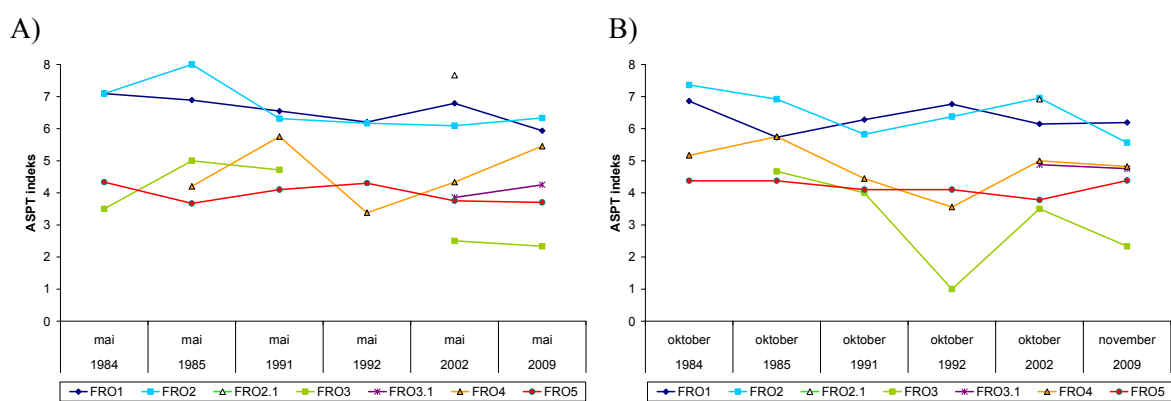 A)
ASPT indeks
8
7
6
5
4
3
2
1
0
mai mai mai mai mai mai
1984 1985 1991 1992 2002 2009
FRO1 FRO2 FRO2.1 FRO3 FRO3.1 FRO4 FRO5
B)
ASPT indeks
8
7
6
5
4
3
2
1
0
oktober oktober oktober oktober oktober november
1984 1985 1991 1992 2002 2009
FRO1 FRO2 FRO2.1 FRO3 FRO3.1 FRO4 FRO5